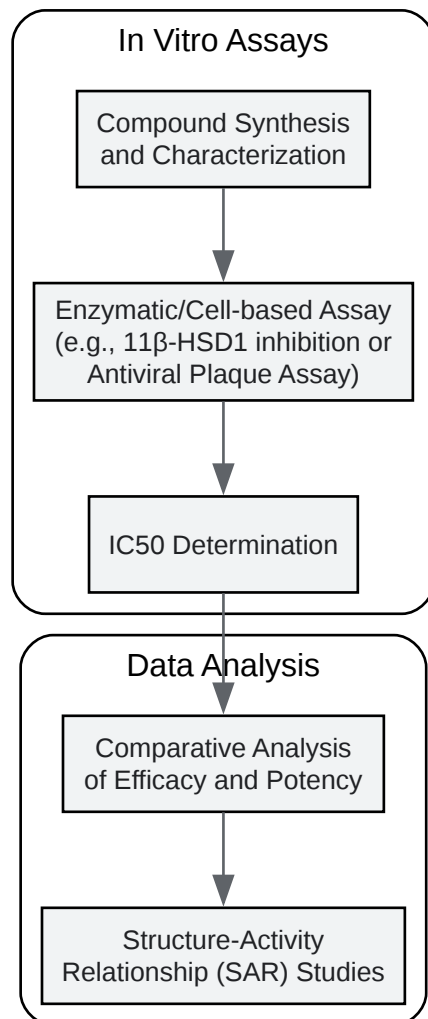 In Vitro Assays
Compound Synthesis
and Characterization
Enzymatic/Cell-based Assay
(e.g., 11β-HSD1 inhibition or
Antiviral Plaque Assay)
IC50 Determination
Data Analysis
Comparative Analysis
of Efficacy and Potency
Structure-Activity
Relationship (SAR) Studies